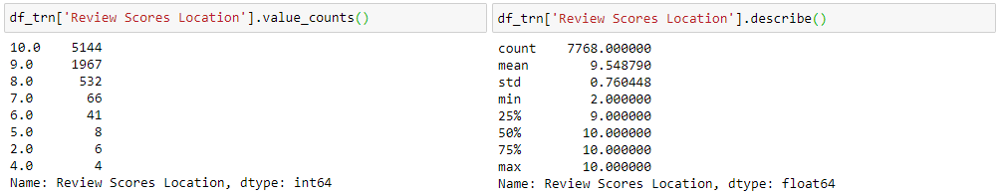 df_trn['Review Scores Location'].value_counts()
10.0    5144
9.0     1967
8.0      532
7.0       66
6.0       41
5.0        8
2.0        6
4.0        4
Name: Review Scores Location, dtype: int64
df_trn['Review Scores Location'].describe()
count    7768.000000
mean        9.548790
std         0.760448
min         2.000000
25%         9.000000
50%        10.000000
75%        10.000000
max        10.000000
Name: Review Scores Location, dtype: float64